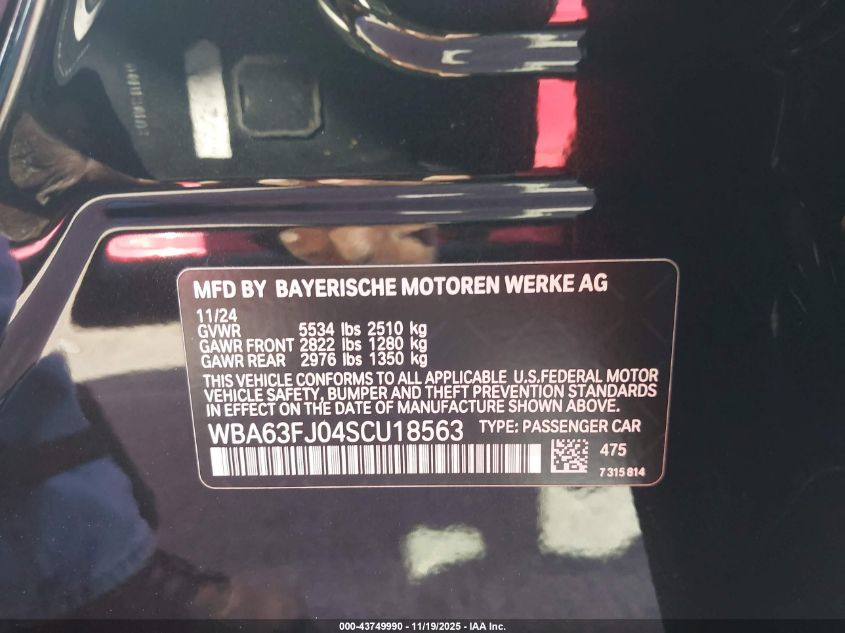 MFD BY BAYERISCHE MOTOREN WERKE AG
11/24
GVWR 5534 lbs 2510 kg
GAWR FRONT 2822 lbs 1280 kg
GAWR REAR 2976 lbs 1350 kg
THIS VEHICLE CONFORMS TO ALL APPLICABLE U.S.FEDERAL MOTOR
VEHICLE SAFETY, BUMPER AND THEFT PREVENTION STANDARDS
IN EFFECT ON THE DATE OF MANUFACTURE SHOWN ABOVE.
WBA63FJ04SCU18563 TYPE: PASSENGER CAR
475
7315814
000-43749990 - 11/19/2025 - IAA Inc.